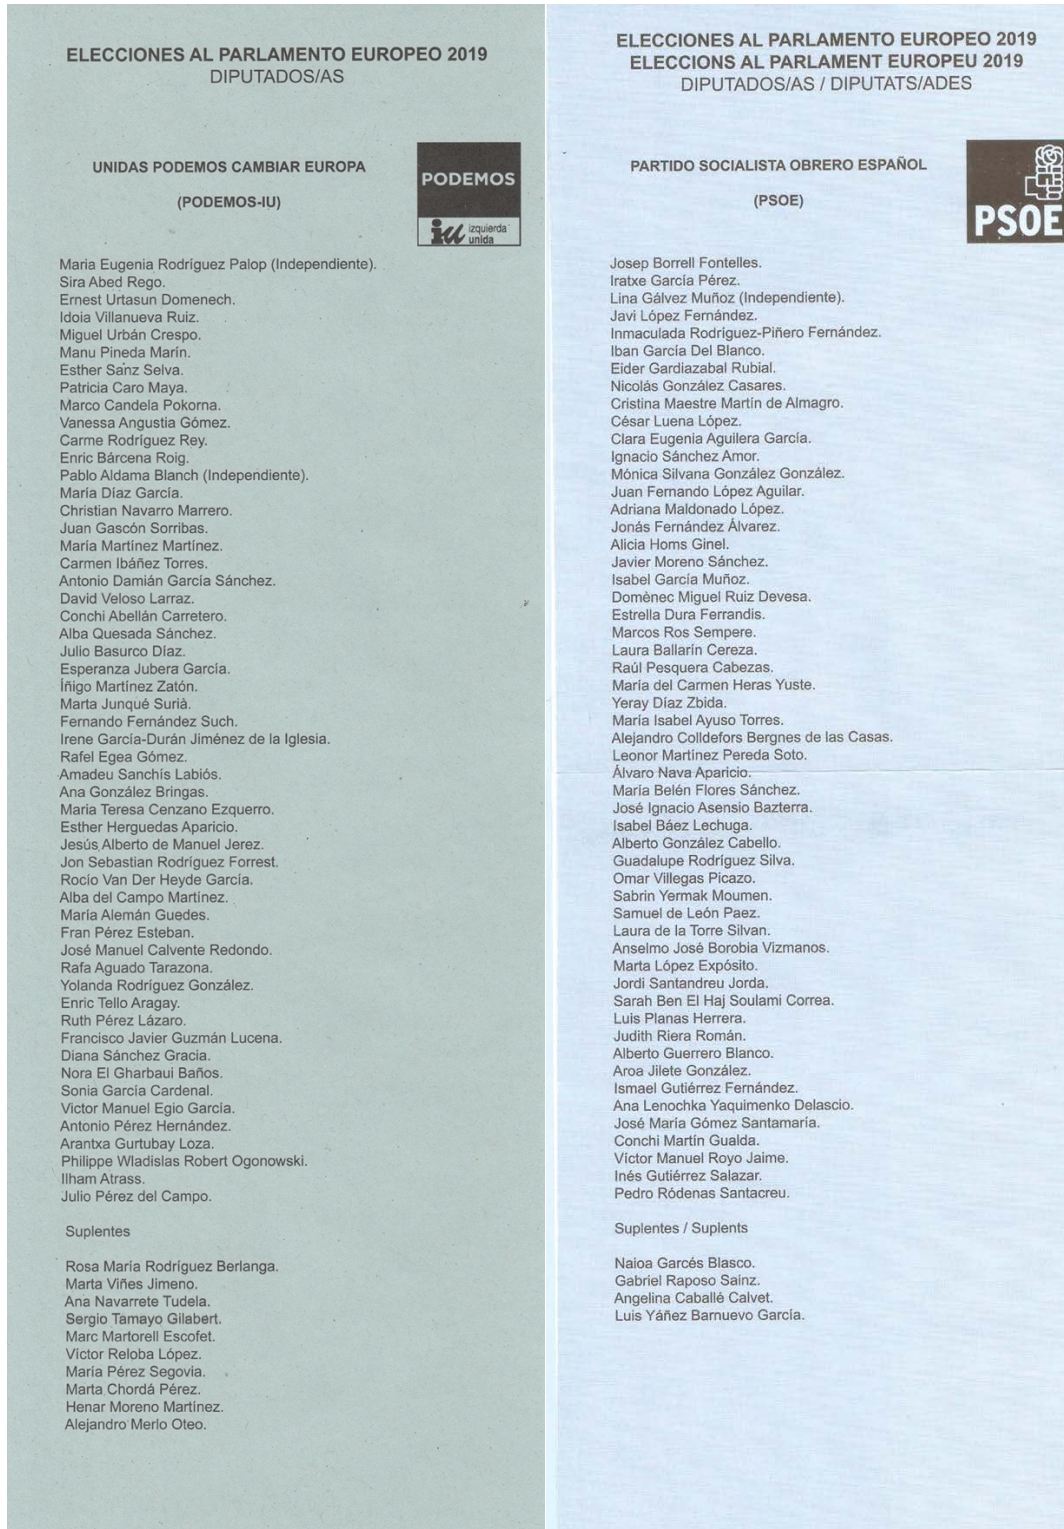 ELECCIONES AL PARLAMENTO EUROPEO 2019
DIPUTADOS/AS
UNIDAS PODEMOS CAMBIAR EUROPA
(PODEMOS-IU)
PODEMOS
iu izquierda unida
Maria Eugenia Rodríguez Palop (Independiente).
Sira Abed Rego.
Ernest Urtasun Domenech.
Idoia Villanueva Ruiz.
Miguel Urbán Crespo.
Manu Pineda Marín.
Esther Sanz Selva.
Patricia Caro Maya.
Marco Candela Pokorna.
Vanessa Angustia Gómez.
Carme Rodríguez Rey.
Enric Bárcena Roig.
Pablo Aldama Blanch (Independiente).
María Díaz García.
Christian Navarro Marrero.
Juan Gascón Sorribas.
María Martínez Martínez.
Carmen Ibáñez Torres.
Antonio Damián García Sánchez.
David Veloso Larraz.
Conchi Abellán Carretero.
Alba Quesada Sánchez.
Julio Basurco Díaz.
Esperanza Jubera García.
Íñigo Martínez Zatón.
Marta Junqué Surià.
Fernando Fernández Such.
Irene García-Durán Jiménez de la Iglesia.
Rafel Egea Gómez.
Amadeu Sanchís Labiós.
Ana González Bringas.
Maria Teresa Cenzano Ezquerro.
Esther Herguedas Aparicio.
Jesús Alberto de Manuel Jerez.
Jon Sebastian Rodríguez Forrest.
Rocío Van Der Heyde García.
Alba del Campo Martínez.
María Alemán Guedes.
Fran Pérez Esteban.
José Manuel Calvente Redondo.
Rafa Aguado Tarazona.
Yolanda Rodríguez González.
Enric Tello Aragay.
Ruth Pérez Lázaro.
Francisco Javier Guzmán Lucena.
Diana Sánchez Gracia.
Nora El Gharbaui Baños.
Sonia García Cardenal.
Victor Manuel Egio García.
Antonio Pérez Hernández.
Arantxa Gurtubay Loza.
Philippe Wladislas Robert Ogonowski.
Ilham Atrass.
Julio Pérez del Campo.
Suplentes
Rosa María Rodríguez Berlanga.
Marta Viñes Jimeno.
Ana Navarrete Tudela.
Sergio Tamayo Gilabert.
Marc Martorell Escofet.
Víctor Reloba López.
María Pérez Segovia.
Marta Chordá Pérez.
Henar Moreno Martínez.
Alejandro Merlo Oteo.
ELECCIONES AL PARLAMENTO EUROPEO 2019
ELECCIONS AL PARLAMENT EUROPEU 2019
DIPUTADOS/AS / DIPUTATS/ADES
PARTIDO SOCIALISTA OBRERO ESPAÑOL
(PSOE)
PSOE
Josep Borrell Fontelles.
Iratxe García Pérez.
Lina Gálvez Muñoz (Independiente).
Javi López Fernández.
Inmaculada Rodríguez-Piñero Fernández.
Iban García Del Blanco.
Eider Gardiazabal Rubial.
Nicolás González Casares.
Cristina Maestre Martín de Almagro.
César Luena López.
Clara Eugenia Aguilera García.
Ignacio Sánchez Amor.
Mónica Silvana González González.
Juan Fernando López Aguilar.
Adriana Maldonado López.
Jonás Fernández Álvarez.
Alicia Homs Ginel.
Javier Moreno Sánchez.
Isabel García Muñoz.
Domènec Miguel Ruiz Devesa.
Estrella Dura Ferrandis.
Marcos Ros Sempere.
Laura Ballarín Cereza.
Raúl Pesquera Cabezas.
María del Carmen Heras Yuste.
Yeray Díaz Zbida.
María Isabel Ayuso Torres.
Alejandro Colldefors Bergnes de las Casas.
Leonor Martínez Pereda Soto.
Álvaro Nava Aparicio.
María Belén Flores Sánchez.
José Ignacio Asensio Bazterra.
Isabel Báez Lechuga.
Alberto González Cabello.
Guadalupe Rodríguez Silva.
Omar Villegas Picazo.
Sabrin Yermak Moumen.
Samuel de León Paez.
Laura de la Torre Silvan.
Anselmo José Borobia Vizmanos.
Marta López Expósito.
Jordi Santandreu Jorda.
Sarah Ben El Haj Soulami Correa.
Luis Planas Herrera.
Judith Riera Román.
Alberto Guerrero Blanco.
Aroa Jilete González.
Ismael Gutiérrez Fernández.
Ana Lenochka Yaquimenko Delascio.
José María Gómez Santamaría.
Conchi Martín Gualda.
Víctor Manuel Royo Jaime.
Inés Gutiérrez Salazar.
Pedro Ródenas Santacreu.
Suplentes / Suplents
Naioa Garcés Blasco.
Gabriel Raposo Sainz.
Angelina Caballé Calvet.
Luis Yáñez Barnuevo García.